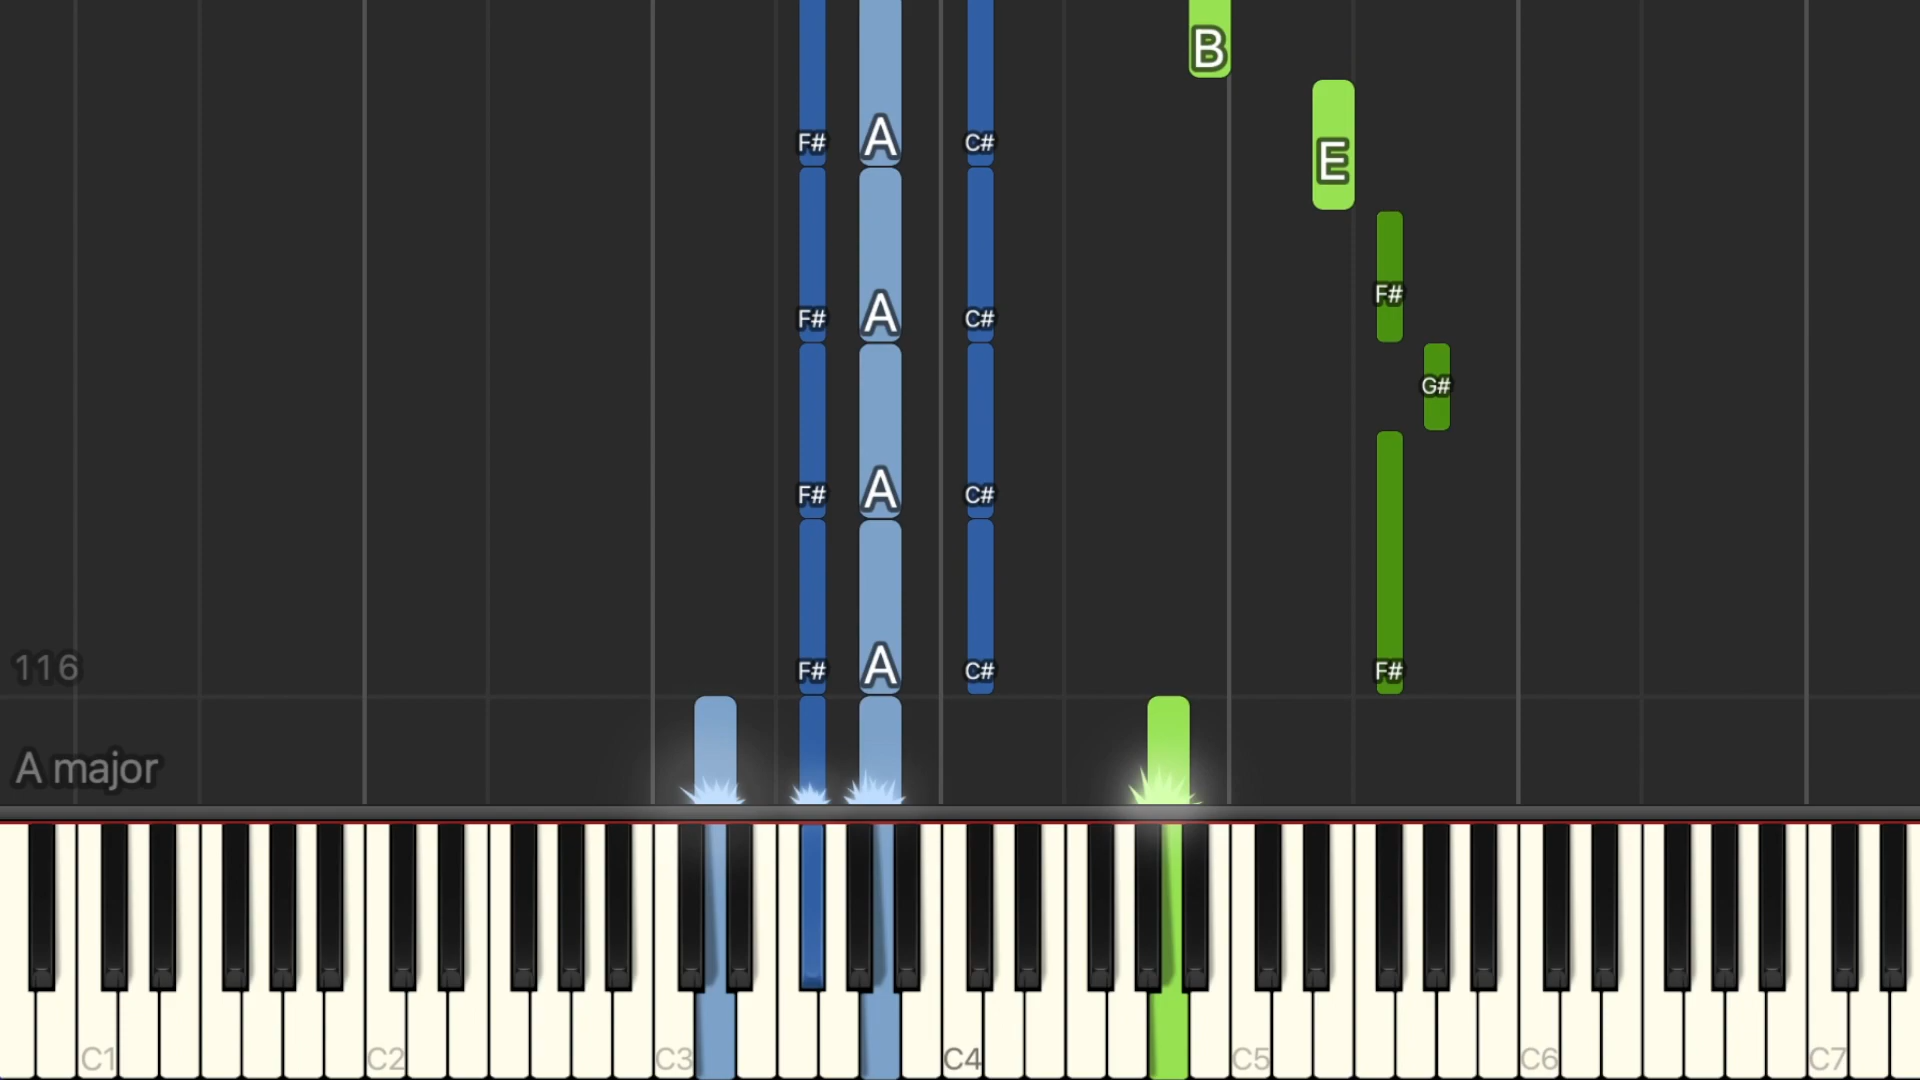 B
F# A C# E
F# A C# F#
G#
F# A C#
116 F# A C# F#
A major
C1 C2 C3 C4 C5 C6 C7